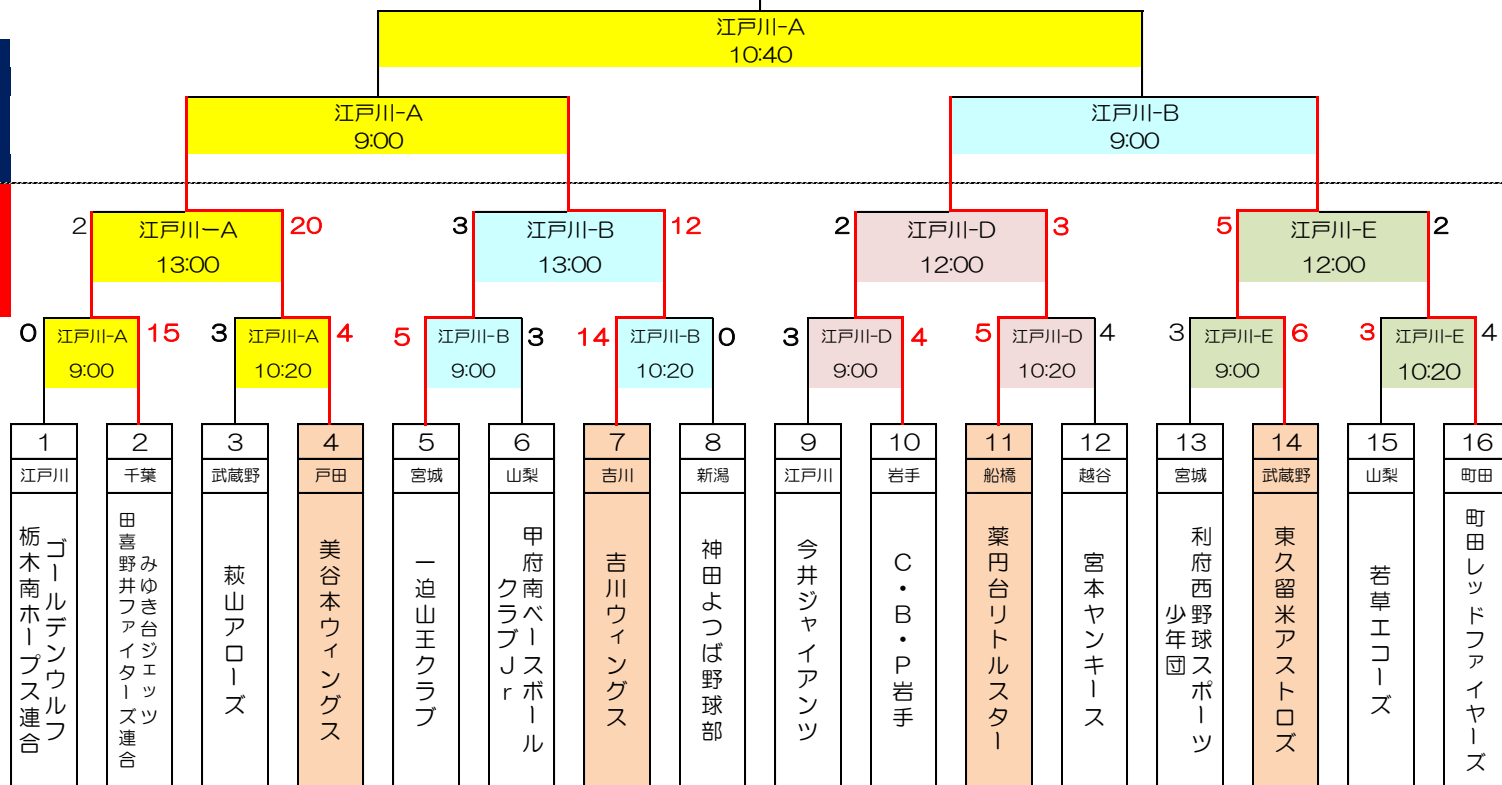 江戸川-A
10:40
江戸川-A
9:00
江戸川-B
9:00
2
江戸川ーA
13:00
20
3
江戸川-B
13:00
12
2
江戸川-D
12:00
3
5
江戸川-E
12:00
2
0
江戸川-A
9:00
15
3
江戸川-A
10:20
4
5
江戸川-B
9:00
3
14
江戸川-B
10:20
0
3
江戸川-D
9:00
4
5
江戸川-D
10:20
4
3
江戸川-E
9:00
6
3
江戸川-E
10:20
4
1
江戸川
ゴールデンウルフ
栃木南ホープス連合
2
千葉
みゆき台ジェッツ
田喜野井ファイターズ連合
3
武蔵野
萩山アローズ
4
戸田
美谷本ウィングス
5
宮城
一迫山王クラブ
6
山梨
甲府南ベースボール
クラブJr
7
吉川
吉川ウィングス
8
新潟
神田よつば野球部
9
江戸川
今井ジャイアンツ
10
岩手
C・B・P岩手
11
船橋
薬円台リトルスター
12
越谷
宮本ヤンキース
13
宮城
利府西野球スポーツ
少年団
14
武蔵野
東久留米アストロズ
15
山梨
若草エコーズ
16
町田
町田レッドファイヤーズ